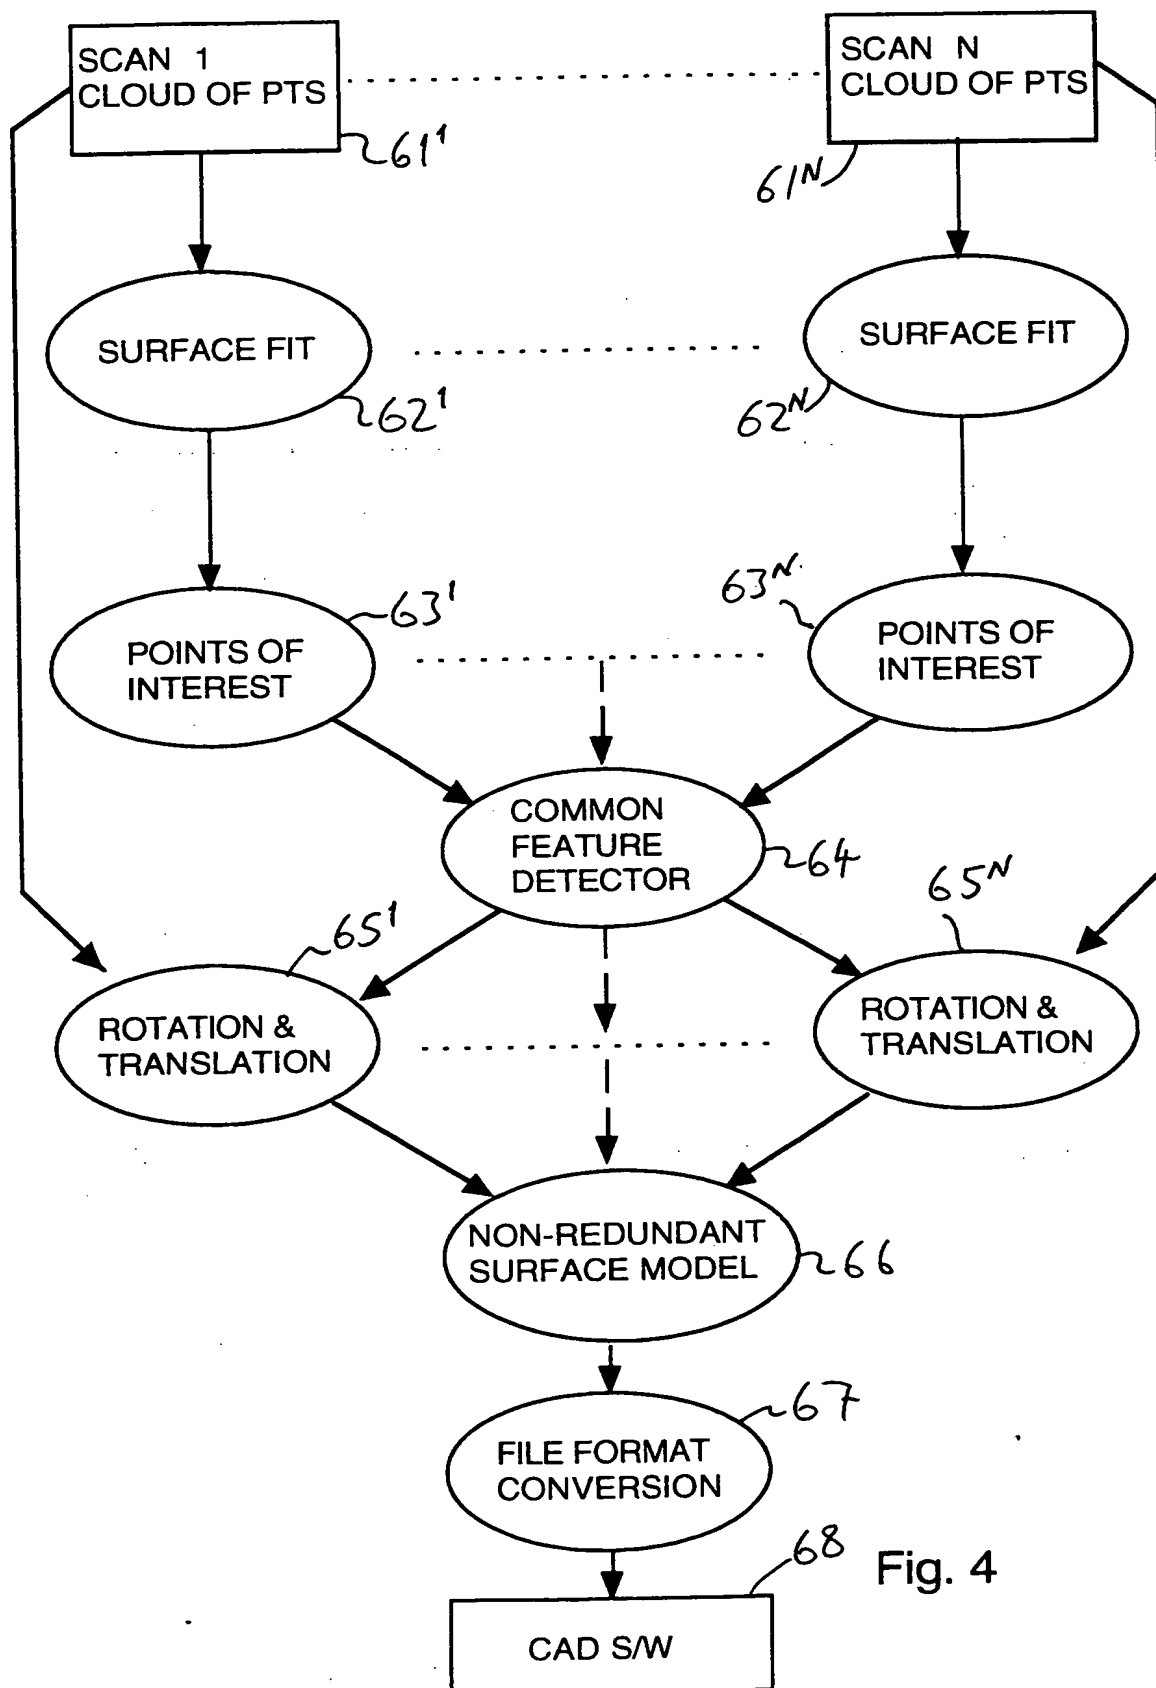 SCAN 1
CLOUD OF PTS
SCAN N
CLOUD OF PTS
61¹
61ᴺ
SURFACE FIT
SURFACE FIT
62¹
62ᴺ
63¹
63ᴺ
POINTS OF
INTEREST
POINTS OF
INTEREST
COMMON
FEATURE
DETECTOR
64
65¹
65ᴺ
ROTATION &
TRANSLATION
ROTATION &
TRANSLATION
NON-REDUNDANT
SURFACE MODEL
66
67
FILE FORMAT
CONVERSION
68
Fig. 4
CAD S/W